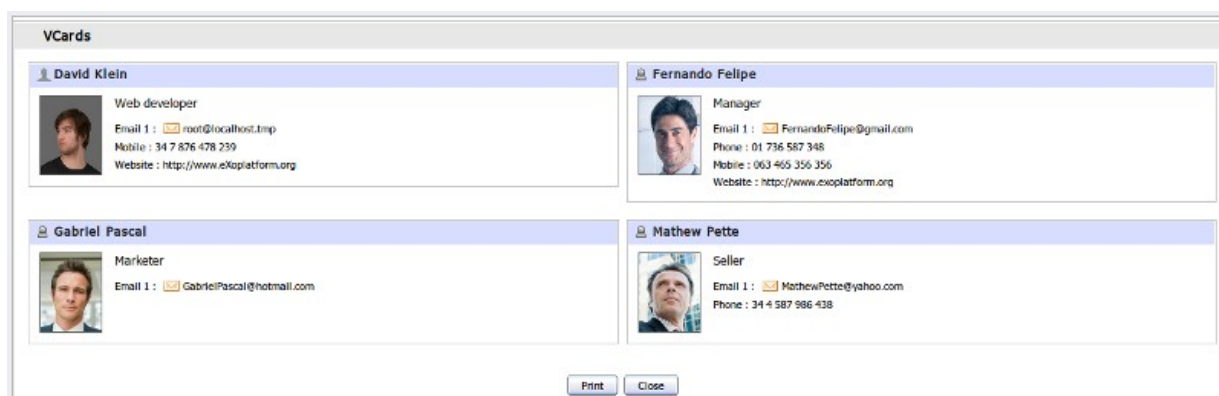 VCards
David Klein
Web developer
Email 1 : root@localhost.tmp
Mobile : 34 7 876 478 239
Website : http://www.eXoplatform.org
Fernando Felipe
Manager
Email 1 : FernandoFelipe@gmail.com
Phone : 01 736 587 348
Mobile : 063 465 356 356
Website : http://www.exoplatform.org
Gabriel Pascal
Marketer
Email 1 : GabrielPascal@hotmail.com
Mathew Pette
Seller
Email 1 : MathewPette@yahoo.com
Phone : 34 4 587 986 438
Print Close